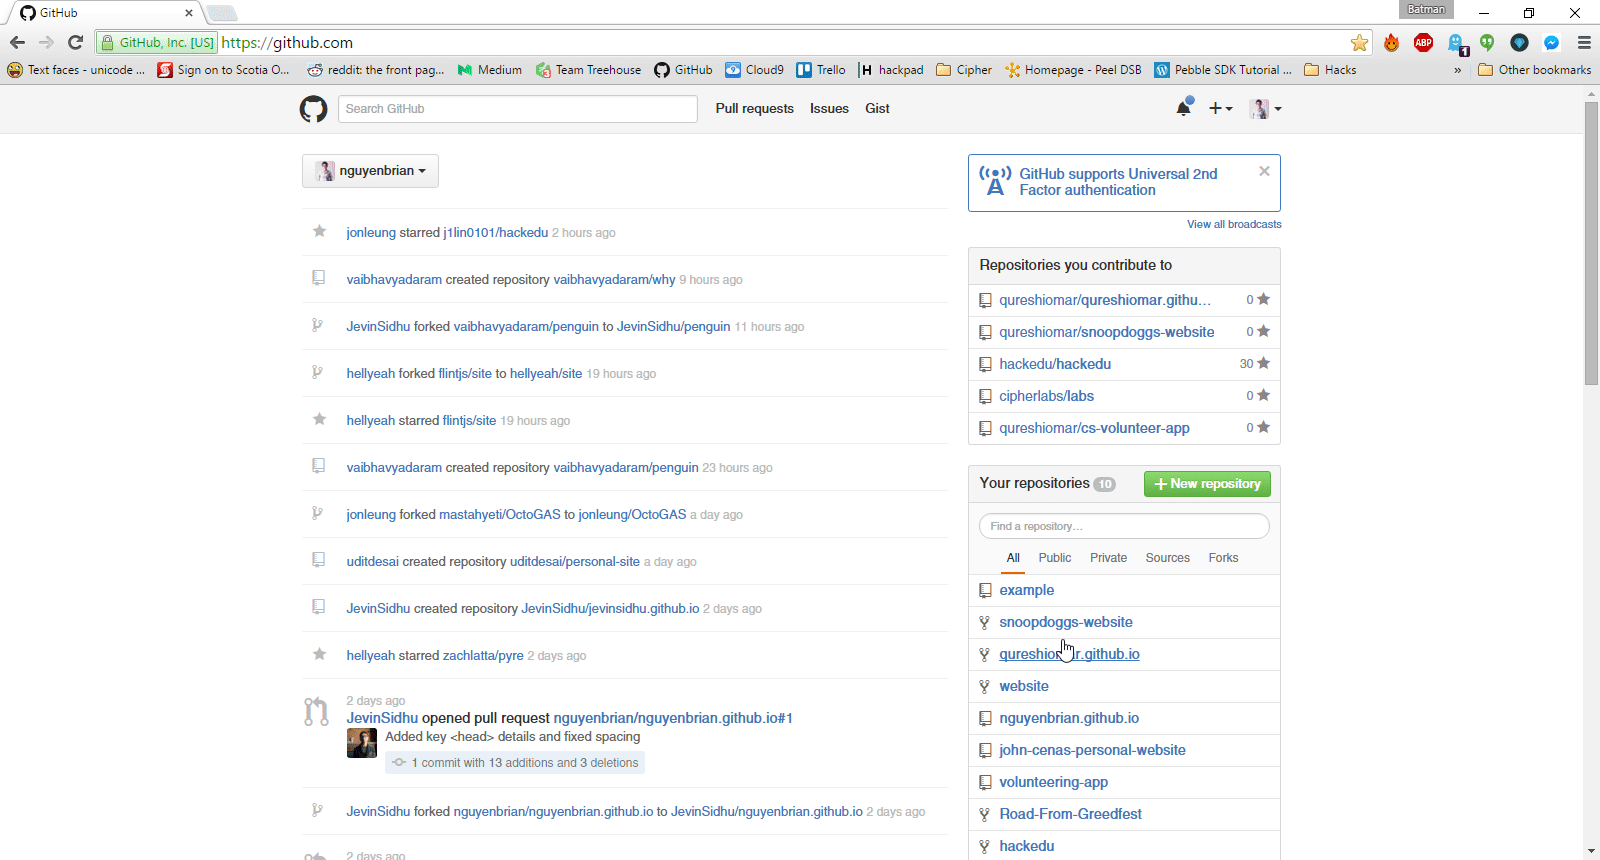 GitHub
Batman
GitHub, Inc. [US] https://github.com
ABP
1
Text faces - unicode ...
Sign on to Scotia O...
reddit: the front pag...
Medium
Team Treehouse
GitHub
Cloud9
Trello
hackpad
Cipher
Homepage - Peel DSB
Pebble SDK Tutorial ...
Hacks
» Other bookmarks
Search GitHub
Pull requests
Issues
Gist
nguyenbrian
jonleung starred j1lin0101/hackedu 2 hours ago
vaibhavyadaram created repository vaibhavyadaram/why 9 hours ago
JevinSidhu forked vaibhavyadaram/penguin to JevinSidhu/penguin 11 hours ago
hellyeah forked flintjs/site to hellyeah/site 19 hours ago
hellyeah starred flintjs/site 19 hours ago
vaibhavyadaram created repository vaibhavyadaram/penguin 23 hours ago
jonleung forked mastahyeti/OctoGAS to jonleung/OctoGAS a day ago
uditdesai created repository uditdesai/personal-site a day ago
JevinSidhu created repository JevinSidhu/jevinsidhu.github.io 2 days ago
hellyeah starred zachlatta/pyre 2 days ago
2 days ago
JevinSidhu opened pull request nguyenbrian/nguyenbrian.github.io#1
Added key <head> details and fixed spacing
1 commit with 13 additions and 3 deletions
JevinSidhu forked nguyenbrian/nguyenbrian.github.io to JevinSidhu/nguyenbrian.github.io 2 days ago
2 days ago
GitHub supports Universal 2nd
Factor authentication
View all broadcasts
Repositories you contribute to
qureshiomar/qureshiomar.githu... 0
qureshiomar/snoopdoggs-website 0
hackedu/hackedu 30
cipherlabs/labs 0
qureshiomar/cs-volunteer-app 0
Your repositories 10
New repository
Find a repository...
All Public Private Sources Forks
example
snoopdoggs-website
qureshiomar.github.io
website
nguyenbrian.github.io
john-cenas-personal-website
volunteering-app
Road-From-Greedfest
hackedu